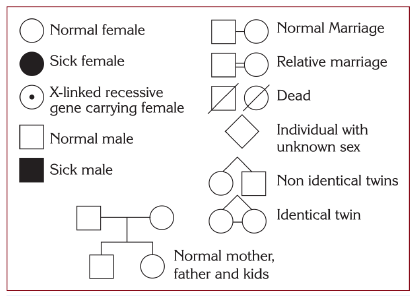 Normal female
Sick female
X-linked recessive
gene carrying female
Normal male
Sick male
Normal Marriage
Relative marriage
Dead
Individual with
unknown sex
Non identical twins
Identical twin
Normal mother,
father and kids